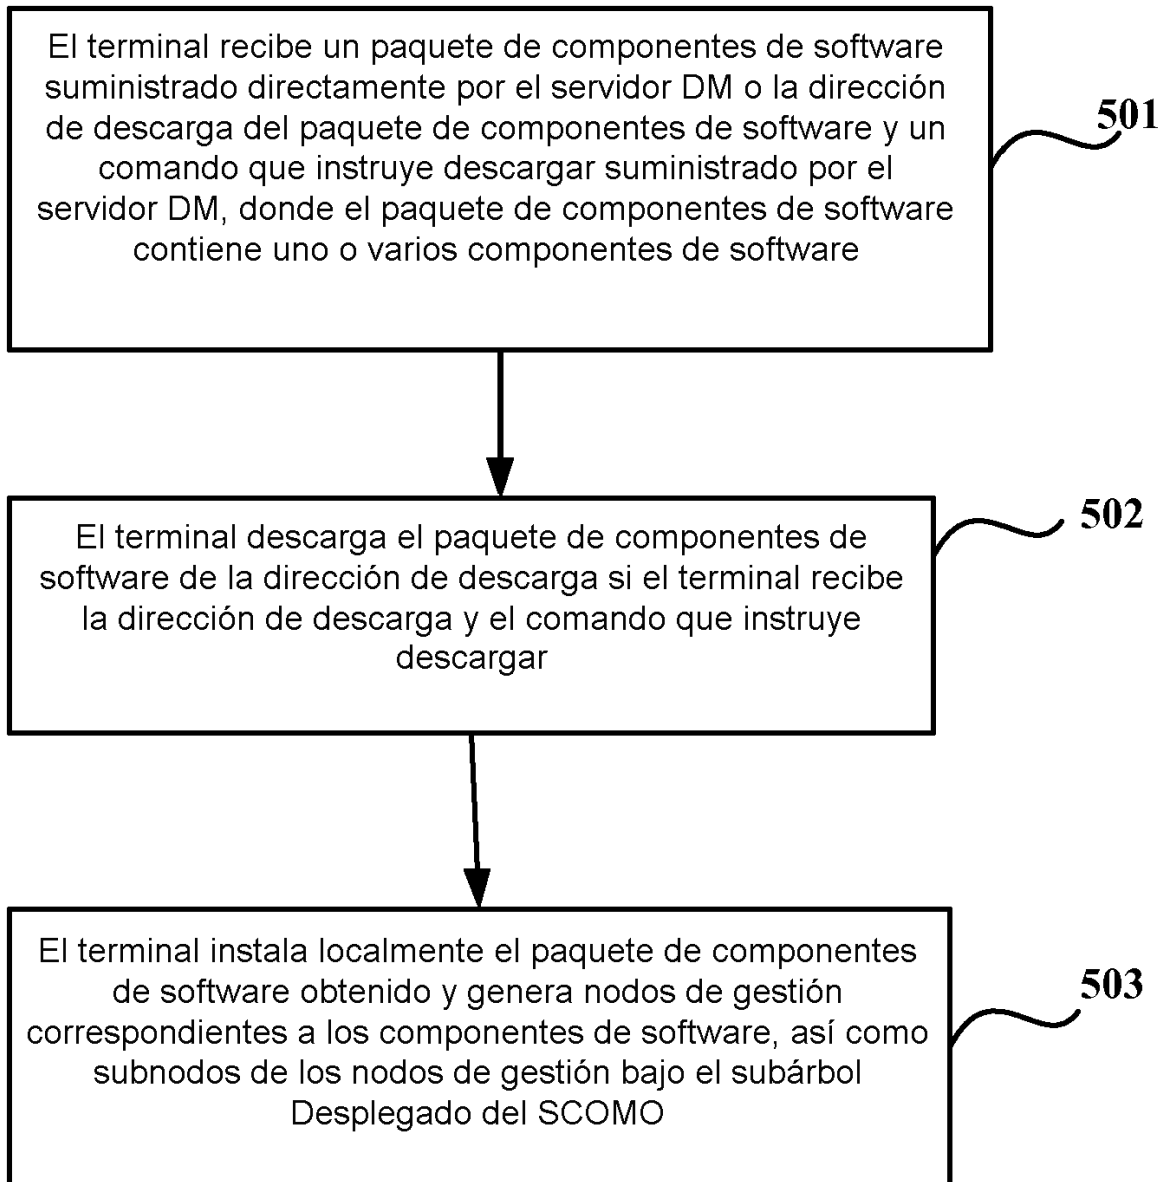 El terminal recibe un paquete de componentes de software
suministrado directamente por el servidor DM o la dirección
de descarga del paquete de componentes de software y un
comando que instruye descargar suministrado por el
servidor DM, donde el paquete de componentes de software
contiene uno o varios componentes de software
501
El terminal descarga el paquete de componentes de
software de la dirección de descarga si el terminal recibe
la dirección de descarga y el comando que instruye
descargar
502
El terminal instala localmente el paquete de componentes
de software obtenido y genera nodos de gestión
correspondientes a los componentes de software, así como
subnodos de los nodos de gestión bajo el subárbol
Desplegado del SCOMO
503